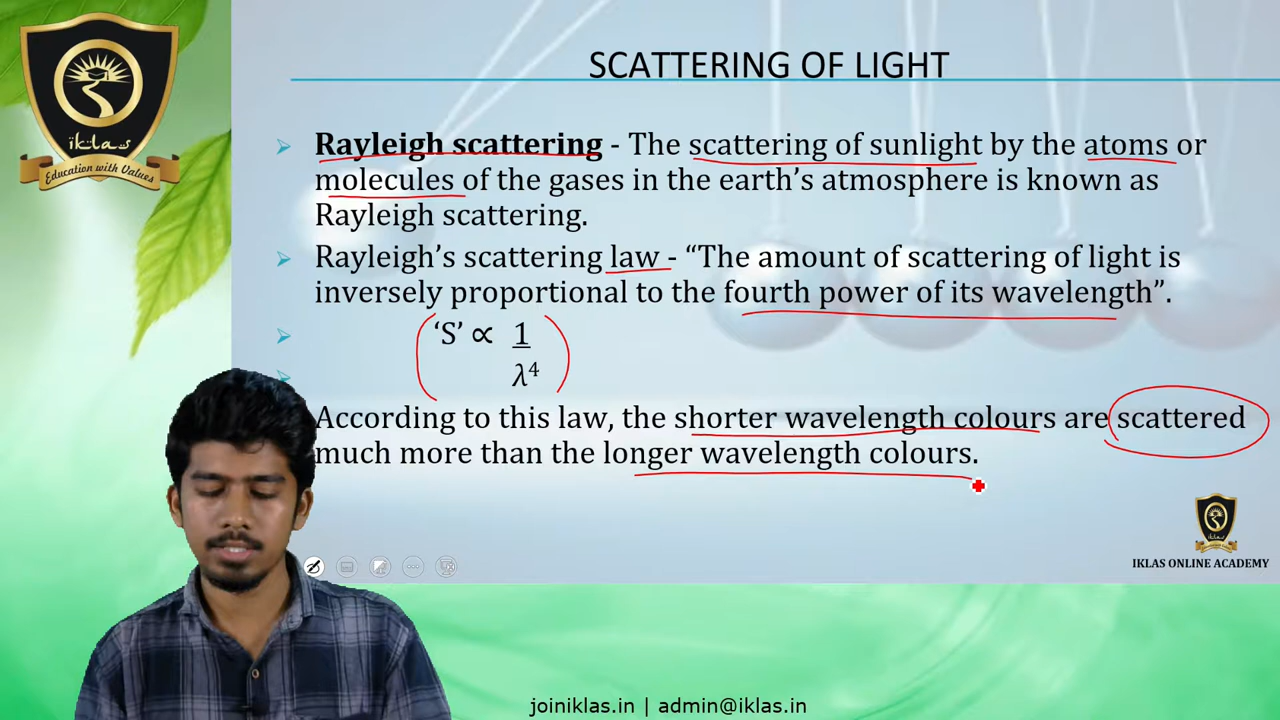 SCATTERING OF LIGHT
iklas
Education with Values
➢ Rayleigh scattering - The scattering of sunlight by the atoms or
molecules of the gases in the earth’s atmosphere is known as
Rayleigh scattering.
➢ Rayleigh’s scattering law - “The amount of scattering of light is
inversely proportional to the fourth power of its wavelength”.
➢ ‘S’ ∝ 1
➢ λ⁴
According to this law, the shorter wavelength colours are scattered
much more than the longer wavelength colours.
iklas
IKLAS ONLINE ACADEMY
joiniklas.in | admin@iklas.in